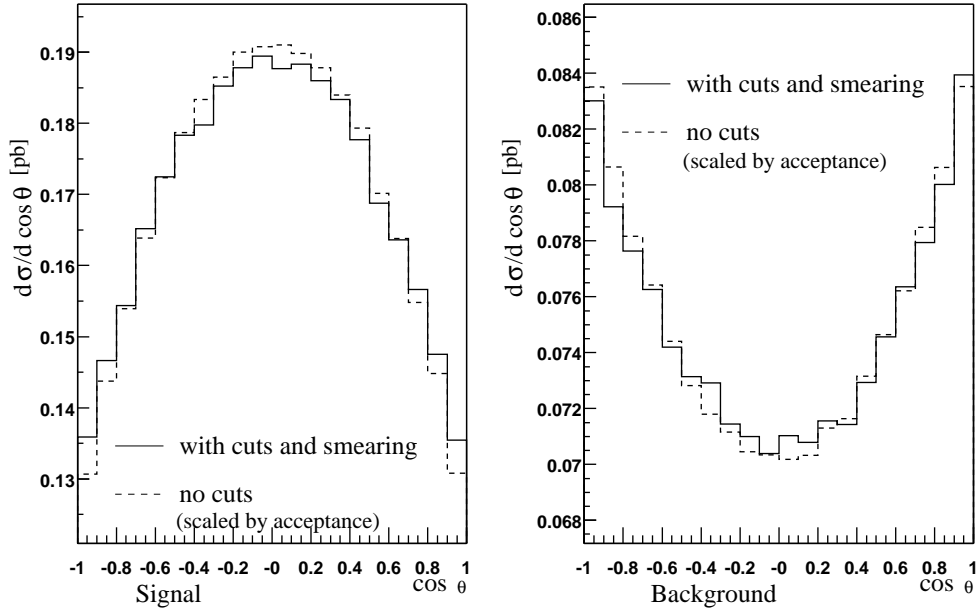 dσ/d cos θ [pb]
0.19
0.18
0.17
0.16
0.15
0.14
0.13
with cuts and smearing
no cuts
(scaled by acceptance)
-1 -0.8 -0.6 -0.4 -0.2 -0 0.2 0.4 0.6 0.8 1
Signal
cos θ
dσ/d cos θ [pb]
0.086
0.084
0.082
0.08
0.078
0.076
0.074
0.072
0.07
0.068
with cuts and smearing
no cuts
(scaled by acceptance)
-1 -0.8 -0.6 -0.4 -0.2 -0 0.2 0.4 0.6 0.8 1
Background
cos θ